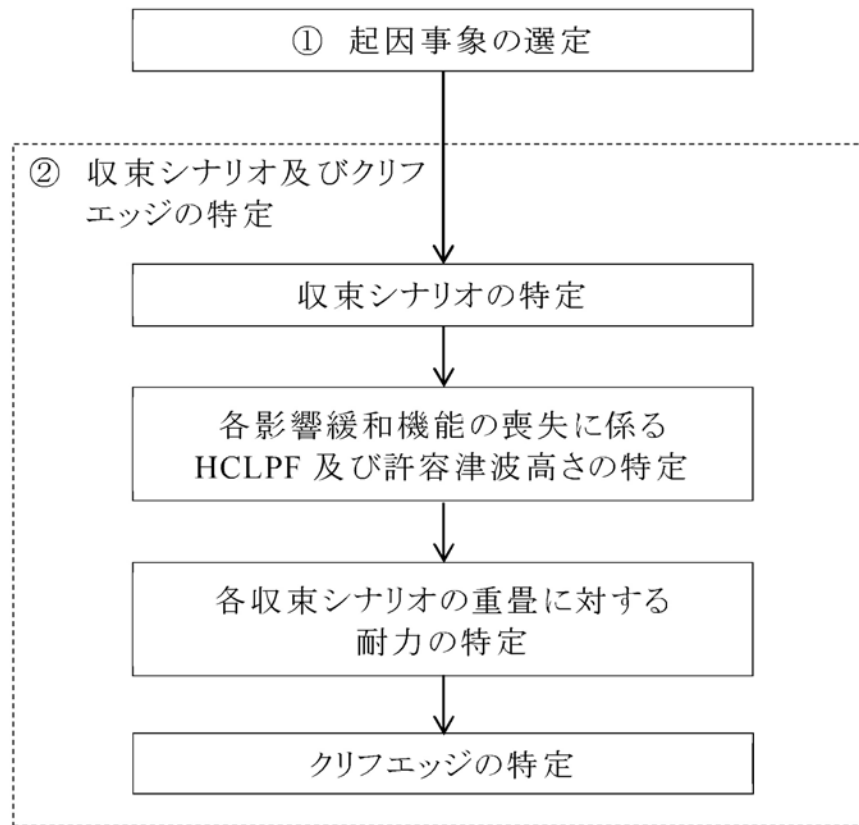 ① 起因事象の選定
② 収束シナリオ及びクリフ
エッジの特定
収束シナリオの特定
各影響緩和機能の喪失に係る
HCLPF 及び許容津波高さの特定
各収束シナリオの重畳に対する
耐力の特定
クリフエッジの特定